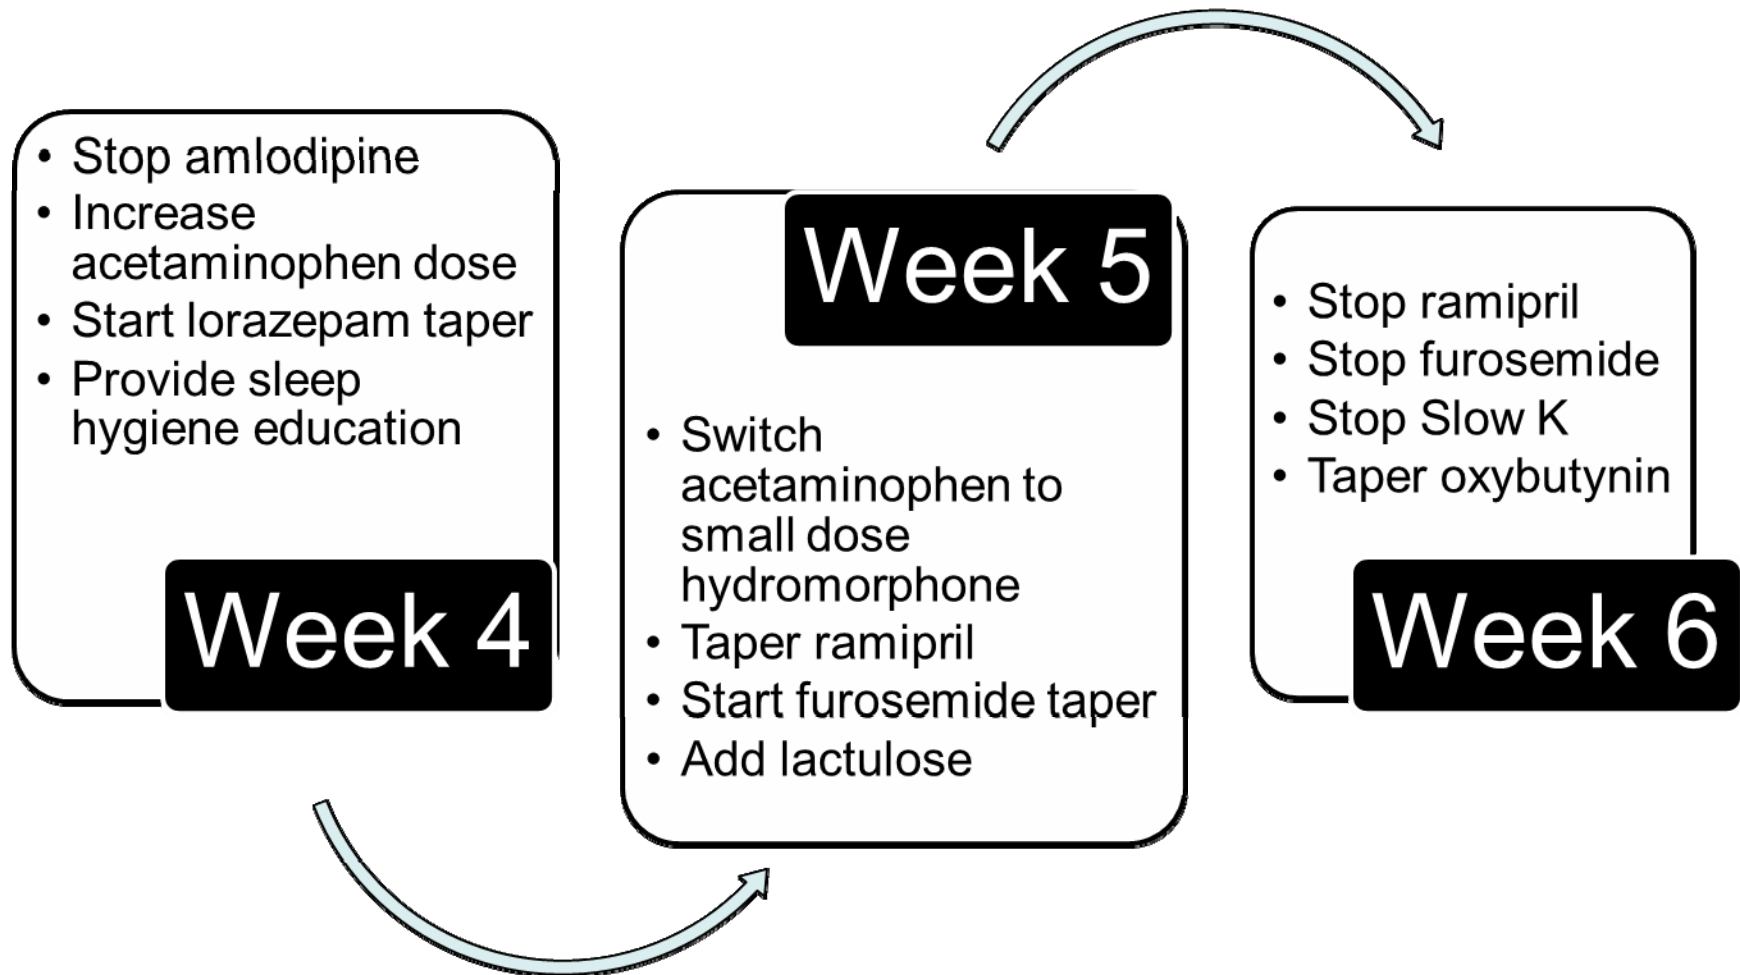 • Stop amlodipine
• Increase
acetaminophen dose
• Start lorazepam taper
• Provide sleep
hygiene education
Week 4
Week 5
• Switch
acetaminophen to
small dose
hydromorphone
• Taper ramipril
• Start furosemide taper
• Add lactulose
• Stop ramipril
• Stop furosemide
• Stop Slow K
• Taper oxybutynin
Week 6